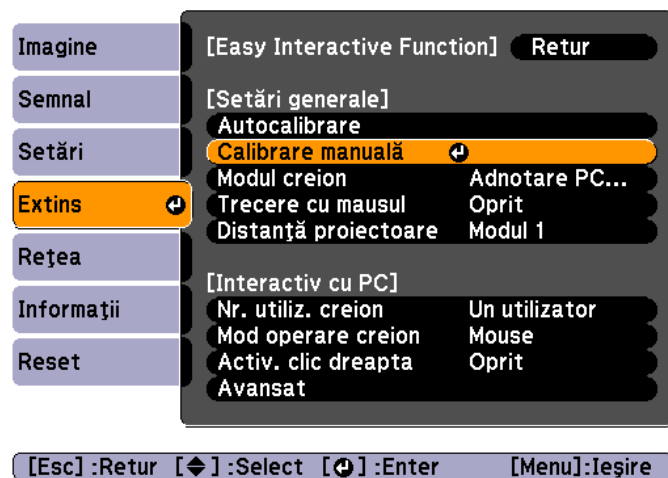 Imagine
Semnal
Setări
Extins
Reţea
Informaţii
Reset
[Easy Interactive Function] Retur
[Setări generale]
Autocalibrare
Calibrare manuală
Modul creion Adnotare PC...
Trecere cu mausul Oprit
Distanţă proiectoare Modul 1
[Interactiv cu PC]
Nr. utiliz. creion Un utilizator
Mod operare creion Mouse
Activ. clic dreapta Oprit
Avansat
[Esc] :Retur [◆] :Select [⏎] :Enter [Menu]:Ieşire